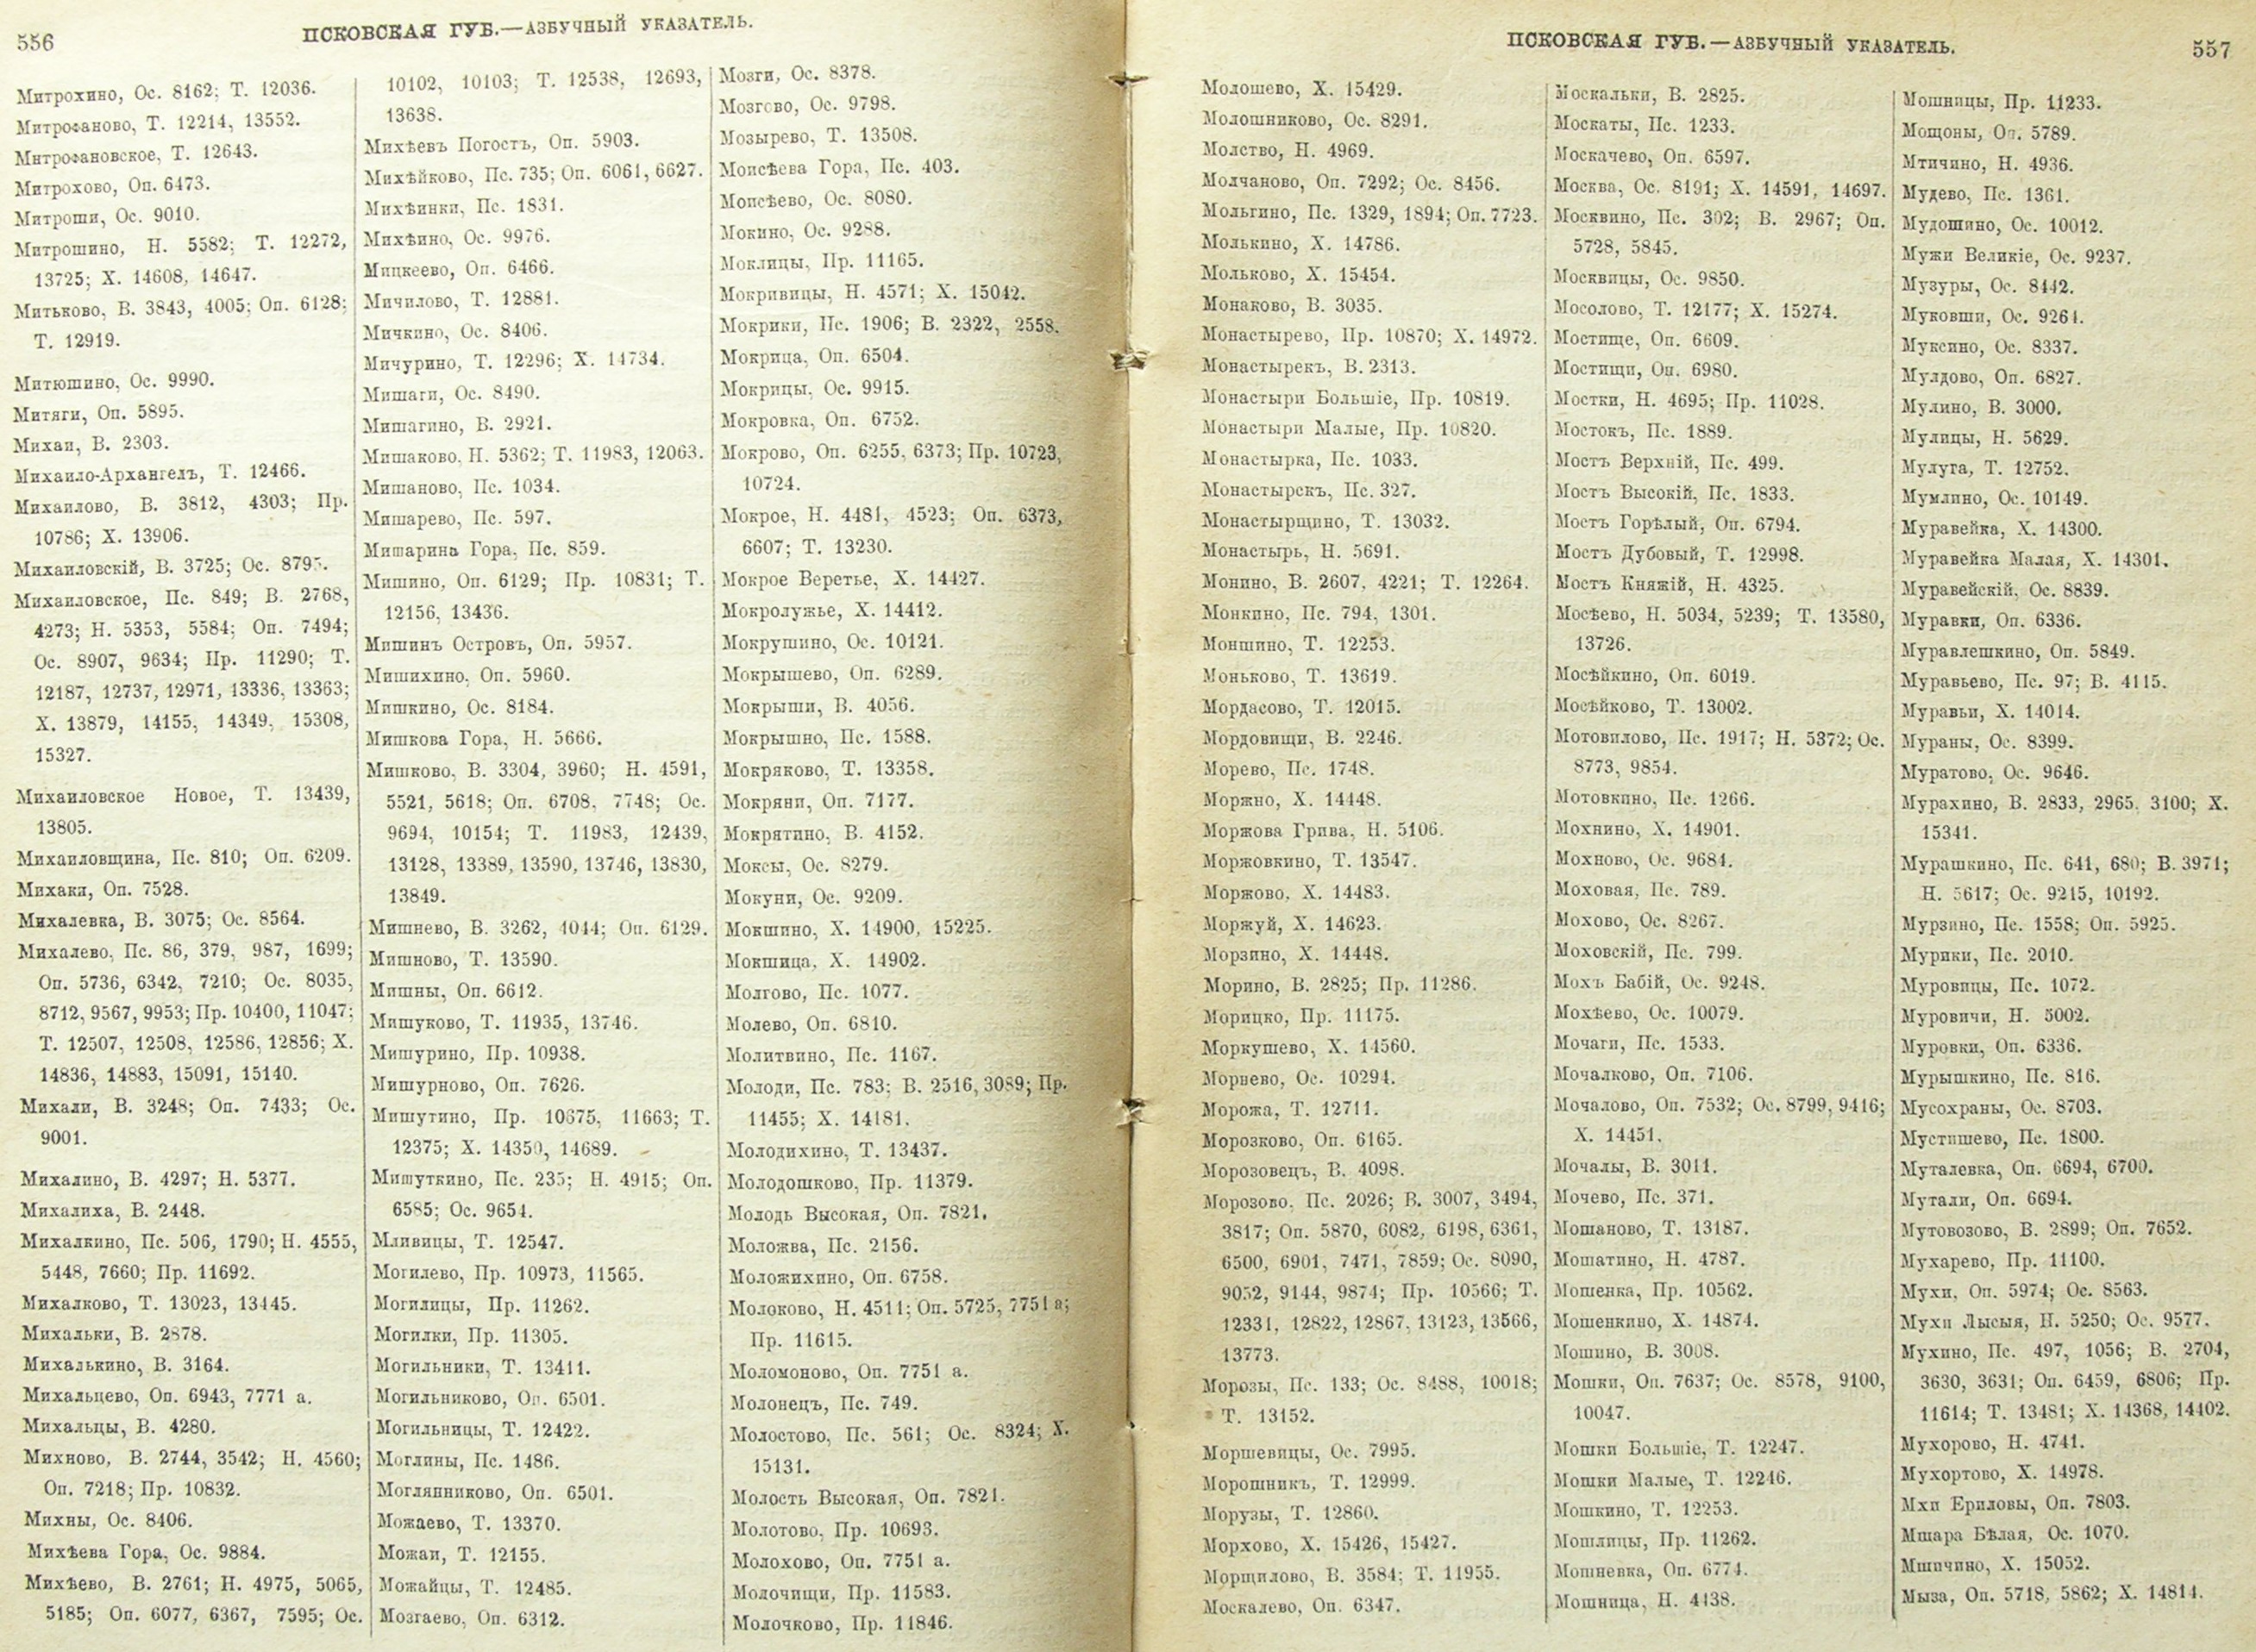 556
ПСКОВСКАЯ ГУБ.—АЗБУЧНЫЙ УКАЗАТЕЛЬ.
Митрохино, Ос. 8162; Т. 12036.
Митроѳаново, Т. 12214, 13552.
Митроѳановское, Т. 12643.
Митрохово, Оп. 6473.
Митроши, Ос. 9010.
Митрошино, Н. 5582; Т. 12272,
13725; Х. 14608, 14647.
Митьково, В. 3843, 4005; Оп. 6128;
Т. 12919.
Митюшино, Ос. 9990.
Митяги, Оп. 5895.
Михаи, В. 2303.
Михаило-Архангелъ, Т. 12466.
Михаилово, В. 3812, 4303; Пр.
10786; Х. 13906.
Михаиловскій, В. 3725; Ос. 8795.
Михаиловское, Пс. 849; В. 2768,
4273; Н. 5353, 5584; Оп. 7494;
Ос. 8907, 9634; Пр. 11290; Т.
12187, 12737, 12971, 13336, 13363;
Х. 13879, 14155, 14349, 15308,
15327.
Михаиловское Новое, Т. 13439,
13805.
Михаиловщина, Пс. 810; Оп. 6209.
Михакя, Оп. 7528.
Михалевка, В. 3075; Ос. 8564.
Михалево, Пс. 86, 379, 987, 1699;
Оп. 5736, 6342, 7210; Ос. 8035,
8712, 9567, 9953; Пр. 10400, 11047;
Т. 12507, 12508, 12586, 12856; Х.
14836, 14883, 15091, 15140.
Михали, В. 3248; Оп. 7433; Ос.
9001.
Михалино, В. 4297; Н. 5377.
Михалиха, В. 2448.
Михалкино, Пс. 506, 1790; Н. 4555,
5448, 7660; Пр. 11692.
Михалково, Т. 13023, 13445.
Михальки, В. 2878.
Михалькино, В. 3164.
Михальцево, Оп. 6943, 7771 а.
Михальцы, В. 4280.
Михново, В. 2744, 3542; Н. 4560;
Оп. 7218; Пр. 10832.
Михны, Ос. 8406.
Михѣева Гора, Ос. 9884.
Михѣево, В. 2761; Н. 4975, 5065,
5185; Оп. 6077, 6367, 7595; Ос.
10102, 10103; Т. 12538, 12693,
13638.
Михѣевъ Погостъ, Оп. 5903.
Михѣйково, Пс. 735; Оп. 6061, 6627.
Михѣинки, Пс. 1831.
Михѣино, Ос. 9976.
Мицкеево, Оп. 6466.
Мичилово, Т. 12881.
Мичкино, Ос. 8406.
Мичурино, Т. 12296; Х. 14734.
Мишаги, Ос. 8490.
Мишагино, В. 2921.
Мишаково, Н. 5362; Т. 11983, 12063.
Мишаново, Пс. 1034.
Мишарево, Пс. 597.
Мишарина Гора, Пс. 859.
Мишино, Оп. 6129; Пр. 10831; Т.
12156, 13436.
Мишинъ Островъ, Оп. 5957.
Мишихино, Оп. 5960.
Мишкино, Ос. 8184.
Мишкова Гора, Н. 5666.
Мишково, В. 3304, 3960; Н. 4591,
5521, 5618; Оп. 6708, 7748; Ос.
9694, 10154; Т. 11983, 12439,
13128, 13389, 13590, 13746, 13830,
13849.
Мишнево, В. 3262, 4044; Оп. 6129.
Мишново, Т. 13590.
Мишны, Оп. 6612.
Мишуково, Т. 11935, 13746.
Мишурино, Пр. 10938.
Мишурново, Оп. 7626.
Мишутино, Пр. 10675, 11663; Т.
12375; Х. 14350, 14689.
Мишуткино, Пс. 235; Н. 4915; Оп.
6585; Ос. 9654.
Мливицы, Т. 12547.
Могилево, Пр. 10973, 11565.
Могилицы, Пр. 11262.
Могилки, Пр. 11305.
Могильники, Т. 13411.
Могильниково, Оп. 6501.
Могильницы, Т. 12422.
Моглины, Пс. 1486.
Моглянниково, Оп. 6501.
Можаево, Т. 13370.
Можаи, Т. 12155.
Можайцы, Т. 12485.
Мозгаево, Оп. 6312.
Мозги, Ос. 8378.
Мозгово, Ос. 9798.
Мозырево, Т. 13508.
Моисѣева Гора, Пс. 403.
Моисѣево, Ос. 8080.
Мокино, Ос. 9288.
Моклицы, Пр. 11165.
Мокривицы, Н. 4571; Х. 15042.
Мокрики, Пс. 1906; В. 2322, 2558.
Мокрица, Оп. 6504.
Мокрицы, Ос. 9915.
Мокровка, Оп. 6752.
Мокрово, Оп. 6255, 6373; Пр. 10723,
10724.
Мокрое, Н. 4481, 4523; Оп. 6373,
6607; Т. 13230.
Мокрое Веретье, Х. 14427.
Мокролужье, Х. 14412.
Мокрушино, Ос. 10121.
Мокрышево, Оп. 6289.
Мокрыши, В. 4056.
Мокрышно, Пс. 1588.
Мокряково, Т. 13358.
Мокряни, Оп. 7177.
Мокрятино, В. 4152.
Моксы, Ос. 8279.
Мокуни, Ос. 9209.
Мокшино, Х. 14900, 15225.
Мокшица, Х. 14902.
Молгово, Пс. 1077.
Молево, Оп. 6810.
Молитвино, Пс. 1167.
Молоди, Пс. 783; В. 2516, 3089; Пр.
11455; Х. 14181.
Молодихино, Т. 13437.
Молодошково, Пр. 11379.
Молодь Высокая, Оп. 7821.
Моложва, Пс. 2156.
Моложихино, Оп. 6758.
Молоково, Н. 4511; Оп. 5725, 7751 а;
Пр. 11615.
Моломоново, Оп. 7751 а.
Молонецъ, Пс. 749.
Молостово, Пс. 561; Ос. 8324; Х.
15131.
Молость Высокая, Оп. 7821.
Молотово, Пр. 10693.
Молохово, Оп. 7751 а.
Молочищи, Пр. 11583.
Молочково, Пр. 11846.
ПСКОВСКАЯ ГУБ.—АЗБУЧНЫЙ УКАЗАТЕЛЬ.
557
Молошево, Х. 15429.
Молошниково, Ос. 8291.
Молство, Н. 4969.
Молчаново, Оп. 7292; Ос. 8456.
Мольгино, Пс. 1329, 1894; Оп. 7723.
Молькино, Х. 14786.
Мольково, Х. 15454.
Монаково, В. 3035.
Монастырево, Пр. 10870; Х. 14972.
Монастырекъ, В. 2313.
Монастыри Большіе, Пр. 10819.
Монастыри Малые, Пр. 10820.
Монастырка, Пс. 1033.
Монастырскъ, Пс. 327.
Монастырщино, Т. 13032.
Монастырь, Н. 5691.
Монино, В. 2607, 4221; Т. 12264.
Монкино, Пс. 794, 1301.
Моншино, Т. 12253.
Моньково, Т. 13619.
Мордасово, Т. 12015.
Мордовищи, В. 2246.
Морево, Пс. 1748.
Моржно, Х. 14448.
Моржова Грива, Н. 5106.
Моржовкино, Т. 13547.
Моржово, Х. 14483.
Моржуй, Х. 14623.
Морзино, Х. 14448.
Морино, В. 2825; Пр. 11286.
Морицко, Пр. 11175.
Моркушево, Х. 14560.
Морнево, Ос. 10294.
Морожа, Т. 12711.
Морозково, Оп. 6165.
Морозовецъ, В. 4098.
Морозово, Пс. 2026; В. 3007, 3494,
3817; Оп. 5870, 6082, 6198, 6361,
6500, 6901, 7471, 7859; Ос. 8090,
9052, 9144, 9874; Пр. 10566; Т.
12331, 12822, 12867, 13123, 13566,
13773.
Морозы, Пс. 133; Ос. 8488, 10018;
Т. 13152.
Моршевицы, Ос. 7995.
Морошникъ, Т. 12999.
Морузы, Т. 12860.
Морхово, Х. 15426, 15427.
Морщилово, В. 3584; Т. 11955.
Москалево, Оп. 6347.
Москальки, В. 2825.
Москаты, Пс. 1233.
Москачево, Оп. 6597.
Москва, Ос. 8191; Х. 14591, 14697.
Москвино, Пс. 302; В. 2967; Оп.
5728, 5845.
Москвицы, Ос. 9850.
Мосолово, Т. 12177; Х. 15274.
Мостище, Оп. 6609.
Мостищи, Оп. 6980.
Мостки, Н. 4695; Пр. 11028.
Мостокъ, Пс. 1889.
Мостъ Верхній, Пс. 499.
Мостъ Высокій, Пс. 1833.
Мостъ Горѣлый, Оп. 6794.
Мостъ Дубовый, Т. 12998.
Мостъ Княжій, Н. 4325.
Мосѣево, Н. 5034, 5239; Т. 13580,
13726.
Мосѣйкино, Оп. 6019.
Мосѣйково, Т. 13002.
Мотовилово, Пс. 1917; Н. 5372; Ос.
8773, 9854.
Мотовкино, Пс. 1266.
Мохнино, Х. 14901.
Мохново, Ос. 9684.
Моховая, Пс. 789.
Мохово, Ос. 8267.
Моховскій, Пс. 799.
Мохъ Бабій, Ос. 9248.
Мохѣево, Ос. 10079.
Мочаги, Пс. 1533.
Мочалково, Оп. 7106.
Мочалово, Оп. 7532; Ос. 8799, 9416;
Х. 14451.
Мочалы, В. 3011.
Мочево, Пс. 371.
Мошаново, Т. 13187.
Мошатино, Н. 4787.
Мошенка, Пр. 10562.
Мошенкино, Х. 14874.
Мошино, В. 3008.
Мошки, Оп. 7637; Ос. 8578, 9100,
10047.
Мошки Большіе, Т. 12247.
Мошки Малые, Т. 12246.
Мошкино, Т. 12253.
Мошлицы, Пр. 11262.
Мошневка, Оп. 6774.
Мошница, Н. 4438.
Мошницы, Пр. 11233.
Мощоны, Оп. 5789.
Мтичино, Н. 4936.
Мудево, Пс. 1361.
Мудошино, Ос. 10012.
Мужи Великіе, Ос. 9237.
Музуры, Ос. 8442.
Муковши, Ос. 9261.
Муксино, Ос. 8337.
Мулдово, Оп. 6827.
Мулино, В. 3000.
Мулицы, Н. 5629.
Мулуга, Т. 12752.
Мумлино, Ос. 10149.
Муравейка, Х. 14300.
Муравейка Малая, Х. 14301.
Муравейскій, Ос. 8839.
Муравки, Оп. 6336.
Муравлешкино, Оп. 5849.
Муравьево, Пс. 97; В. 4115.
Муравьи, Х. 14014.
Мураны, Ос. 8399.
Муратово, Ос. 9646.
Мурахино, В. 2833, 2965, 3100; Х.
15341.
Мурашкино, Пс. 641, 680; В. 3971;
Н. 5617; Ос. 9215, 10192.
Мурзино, Пс. 1558; Оп. 5925.
Мурики, Пс. 2010.
Муровицы, Пс. 1072.
Муровичи, Н. 5002.
Муровки, Оп. 6336.
Мурышкино, Пс. 816.
Мусохраны, Ос. 8703.
Мустишево, Пс. 1800.
Муталевка, Оп. 6694, 6700.
Мутали, Оп. 6694.
Мутовозово, В. 2899; Оп. 7652.
Мухарево, Пр. 11100.
Мухи, Оп. 5974; Ос. 8563.
Мухи Лысыя, Н. 5250; Ос. 9577.
Мухино, Пс. 497, 1056; В. 2704,
3630, 3631; Оп. 6459, 6806; Пр.
11614; Т. 13481; Х. 14368, 14402.
Мухорово, Н. 4741.
Мухортово, Х. 14978.
Мхи Ериловы, Оп. 7803.
Мшара Бѣлая, Ос. 1070.
Мшичино, Х. 15052.
Мыза, Оп. 5718, 5862; Х. 14814.